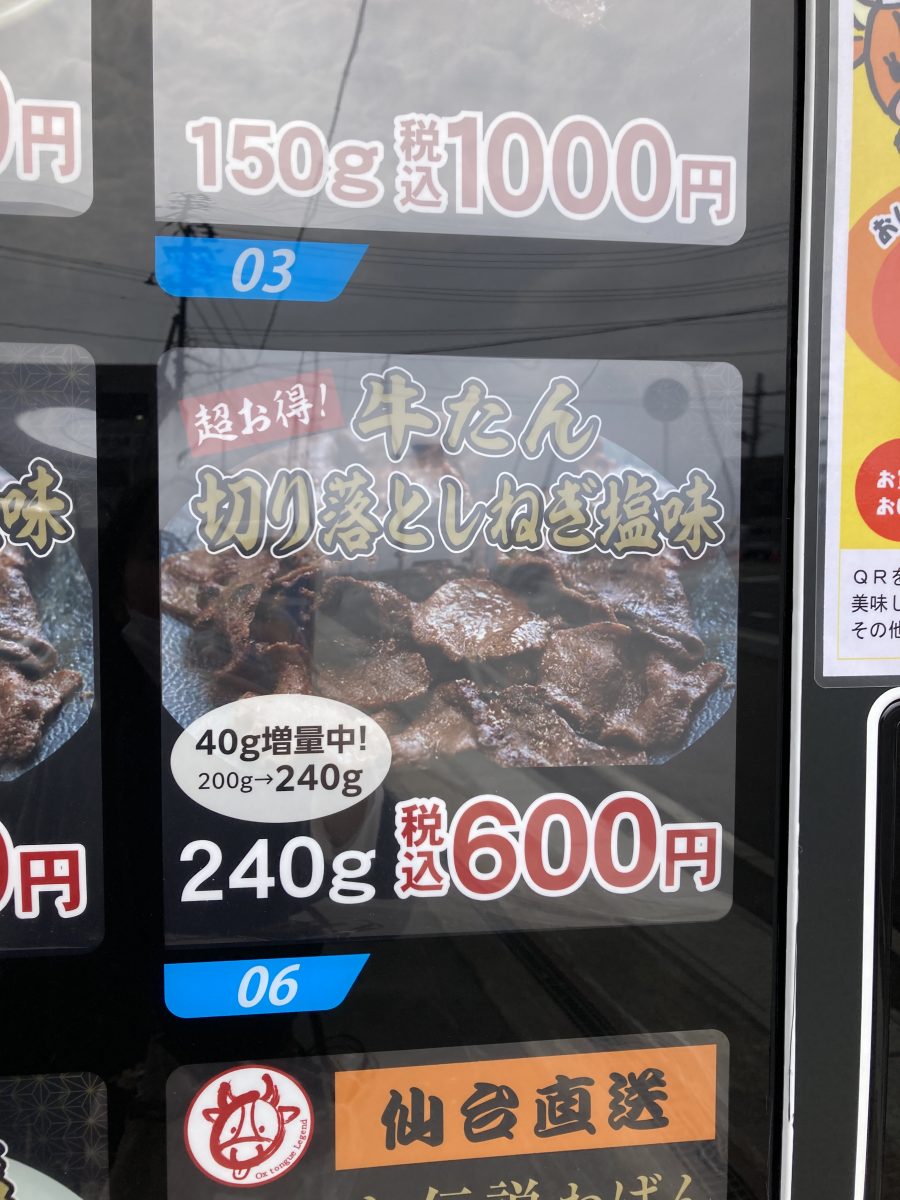 円
150g 税込1000円
03
超お得!
牛たん
切り落としねぎ塩味
味
40g増量中!
200g→240g
240g 税込600円
円
06
仙台直送
Ox tongue Legend
QRを
美味し
その他